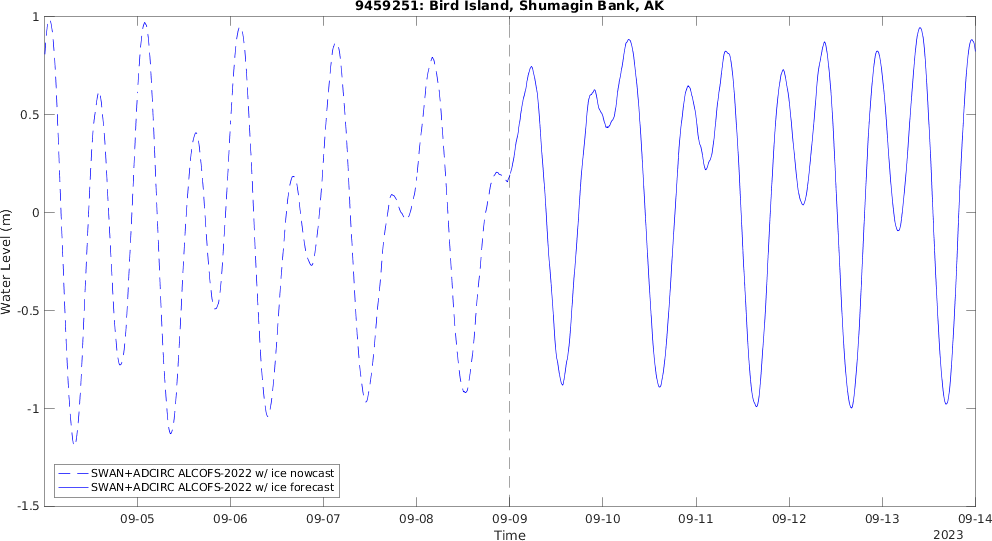 9459251: Bird Island, Shumagin Bank, AK
Water Level (m)
1
0.5
0
-0.5
-1
-1.5
SWAN+ADCIRC ALCOFS-2022 w/ ice nowcast
SWAN+ADCIRC ALCOFS-2022 w/ ice forecast
09-05 09-06 09-07 09-08 09-09 09-10 09-11 09-12 09-13 09-14
Time
2023